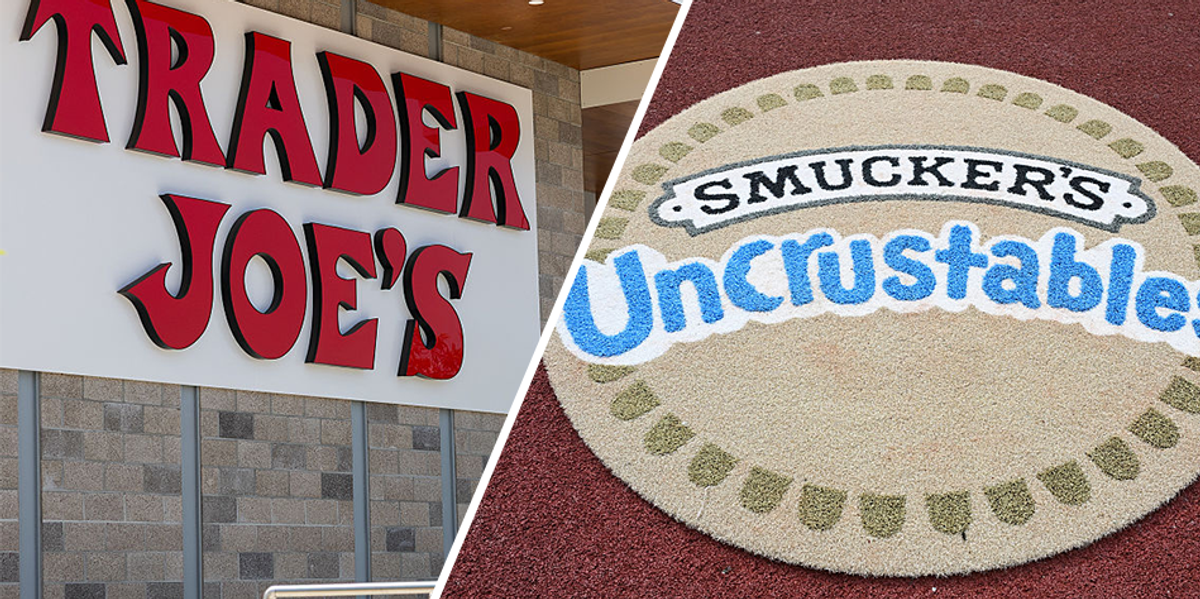 TRADER
JOE'S
SMUCKER'S
Uncrustables